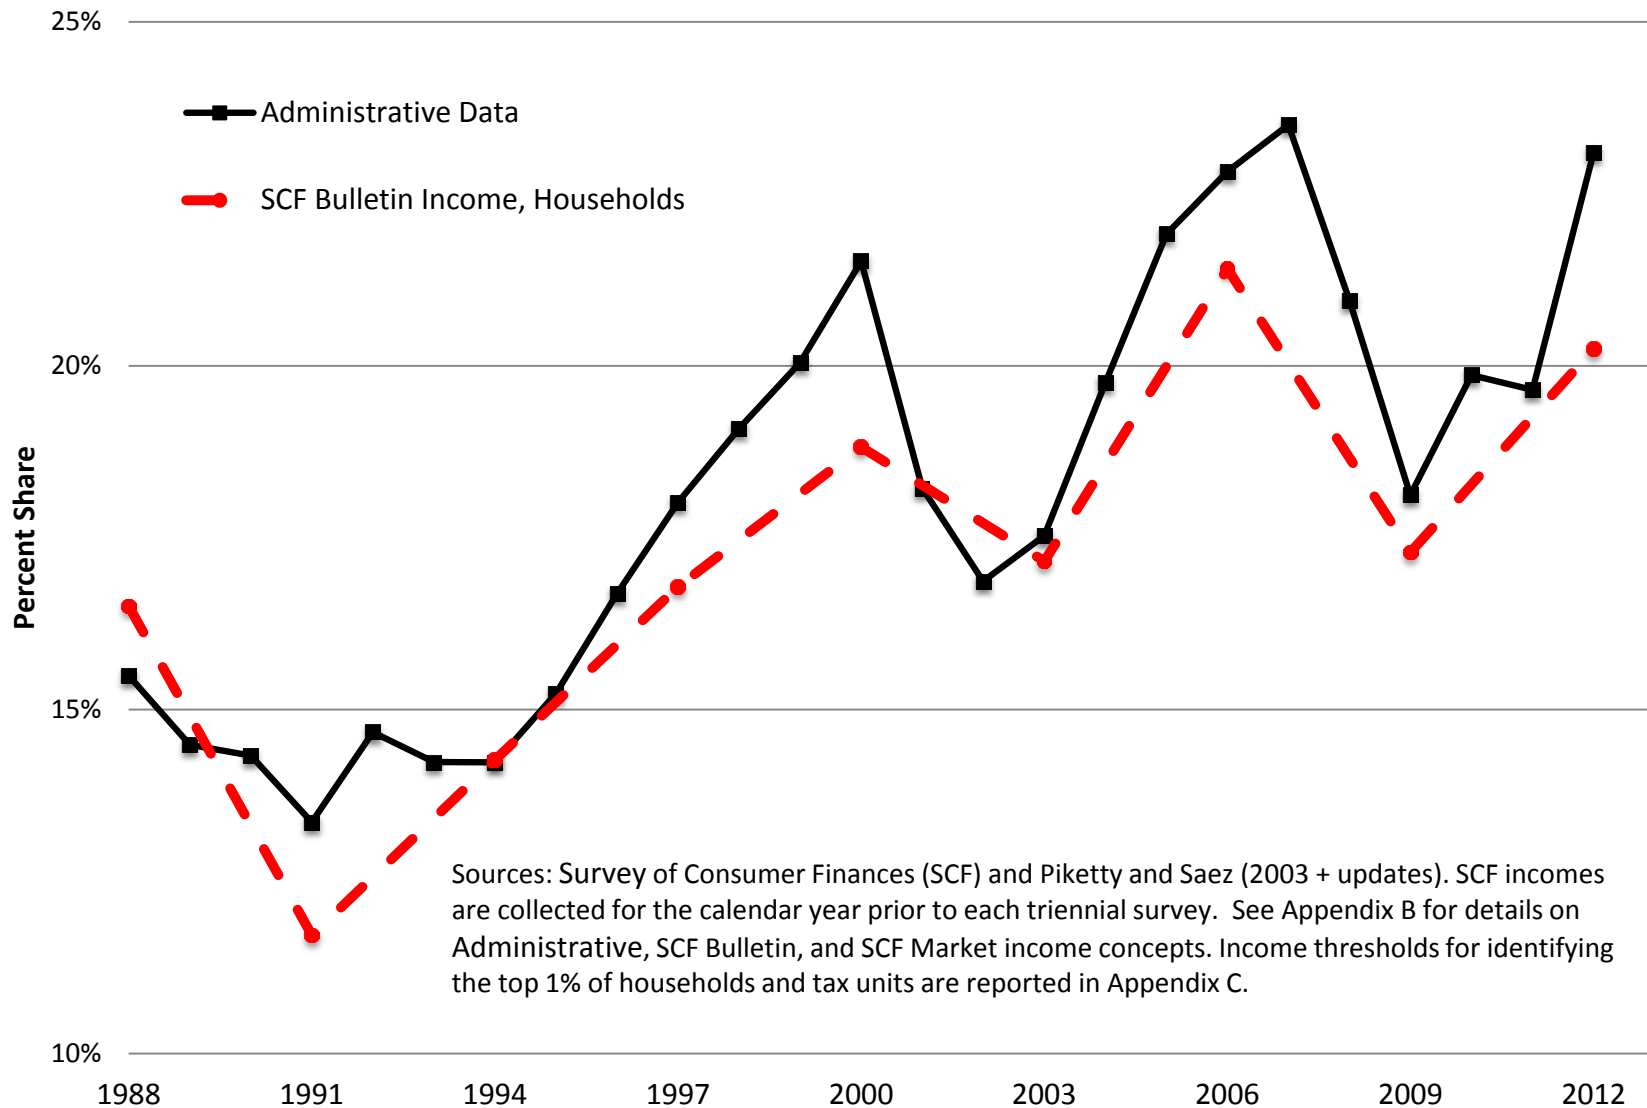 25%
Administrative Data
SCF Bulletin Income, Households
20%
Percent Share
15%
Sources: Survey of Consumer Finances (SCF) and Piketty and Saez (2003 + updates). SCF incomes
are collected for the calendar year prior to each triennial survey.  See Appendix B for details on
Administrative, SCF Bulletin, and SCF Market income concepts. Income thresholds for identifying
the top 1% of households and tax units are reported in Appendix C.
10%
1988 1991 1994 1997 2000 2003 2006 2009 2012